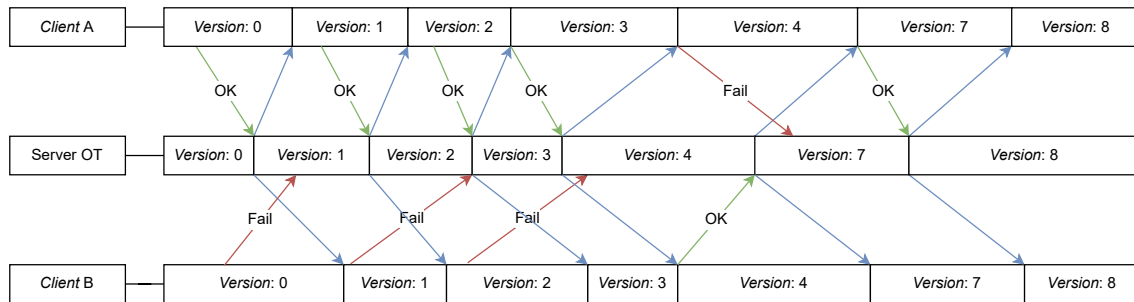 Client A
Version: 0
Version: 1
Version: 2
Version: 3
Version: 4
Version: 7
Version: 8
OK
OK
OK
OK
Fail
OK
Server OT
Version: 0
Version: 1
Version: 2
Version: 3
Version: 4
Version: 7
Version: 8
Fail
Fail
Fail
OK
Client B
Version: 0
Version: 1
Version: 2
Version: 3
Version: 4
Version: 7
Version: 8